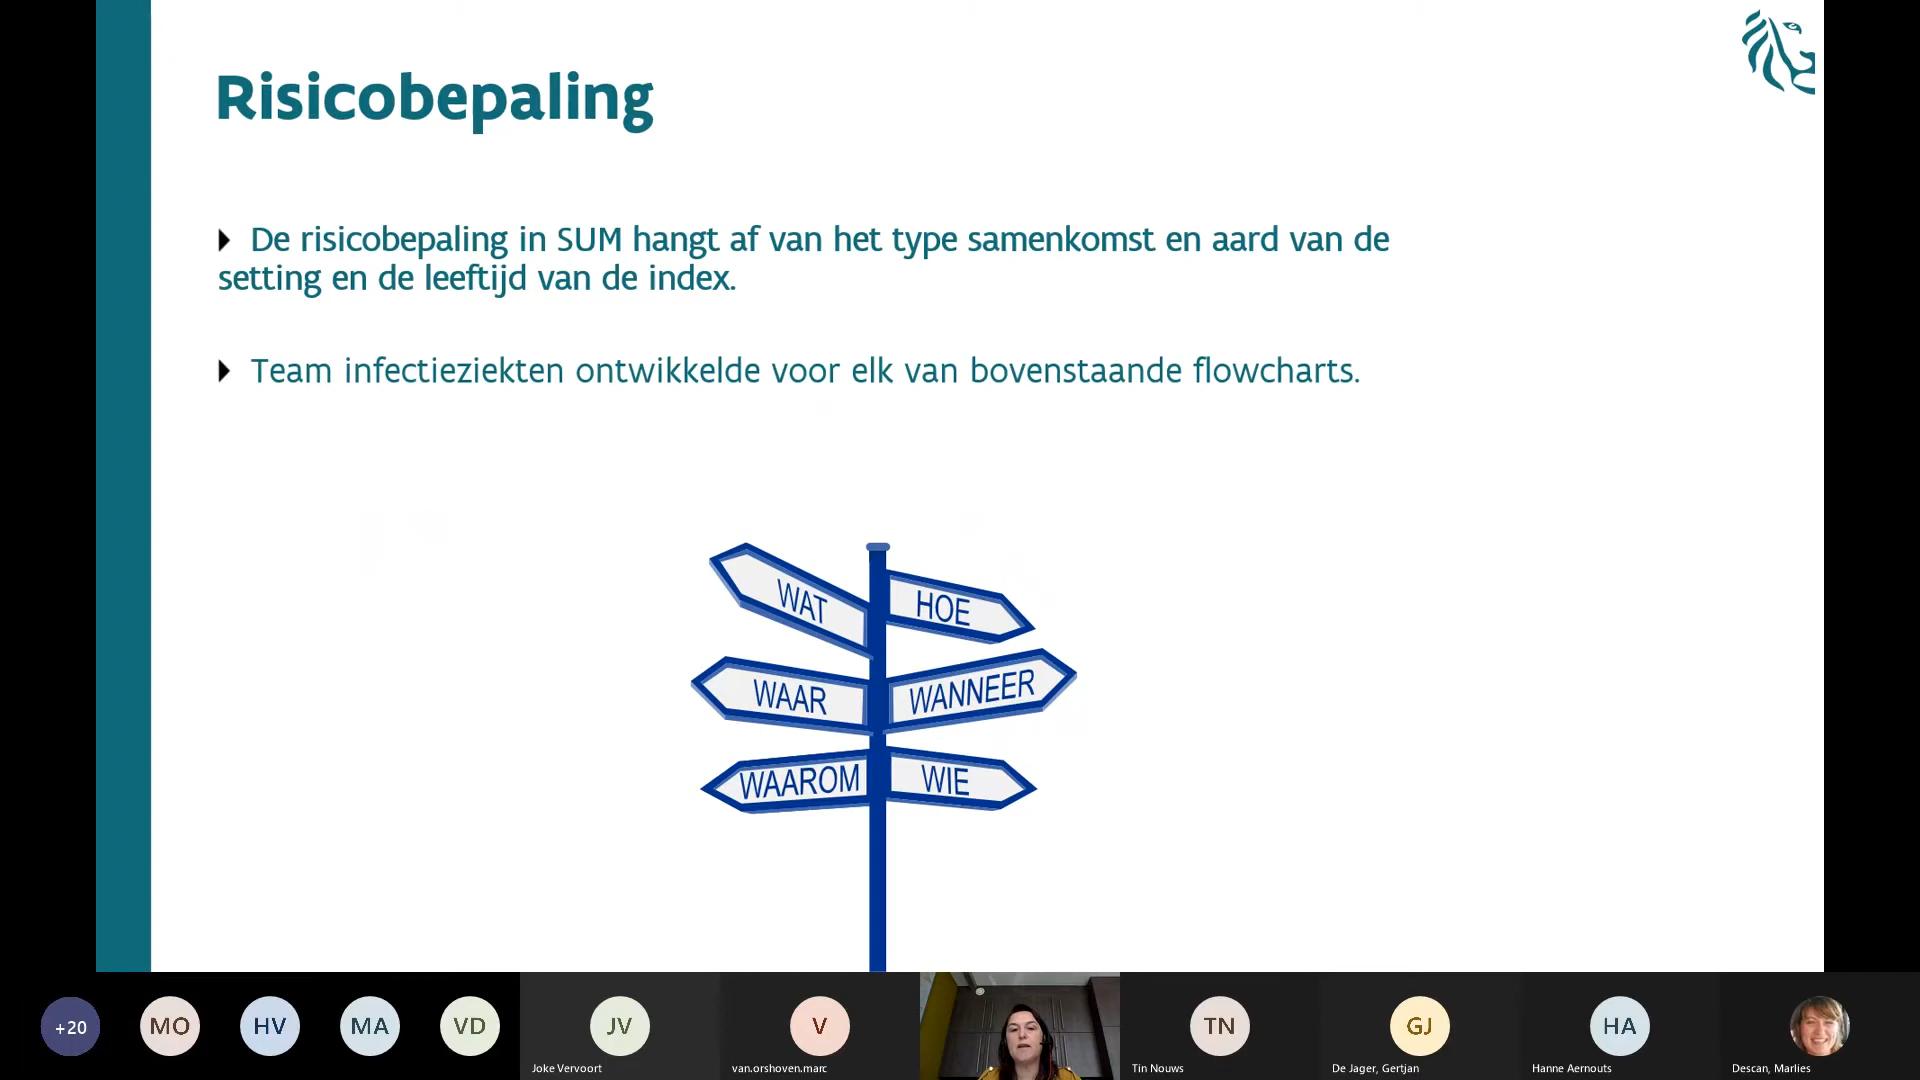 Risicobepaling
De risicobepaling in SUM hangt af van het type samenkomst en aard van de
setting en de leeftijd van de index.
Team infectieziekten ontwikkelde voor elk van bovenstaande flowcharts.
WAT
HOE
WAAR
WANNEER
WAAROM
WIE
+20
MO
HV
MA
VD
JV
Joke Vervoort
V
van.orshoven.marc
TN
Tin Nouws
GJ
De Jager, Gertjan
HA
Hanne Aernouts
Descan, Marlies